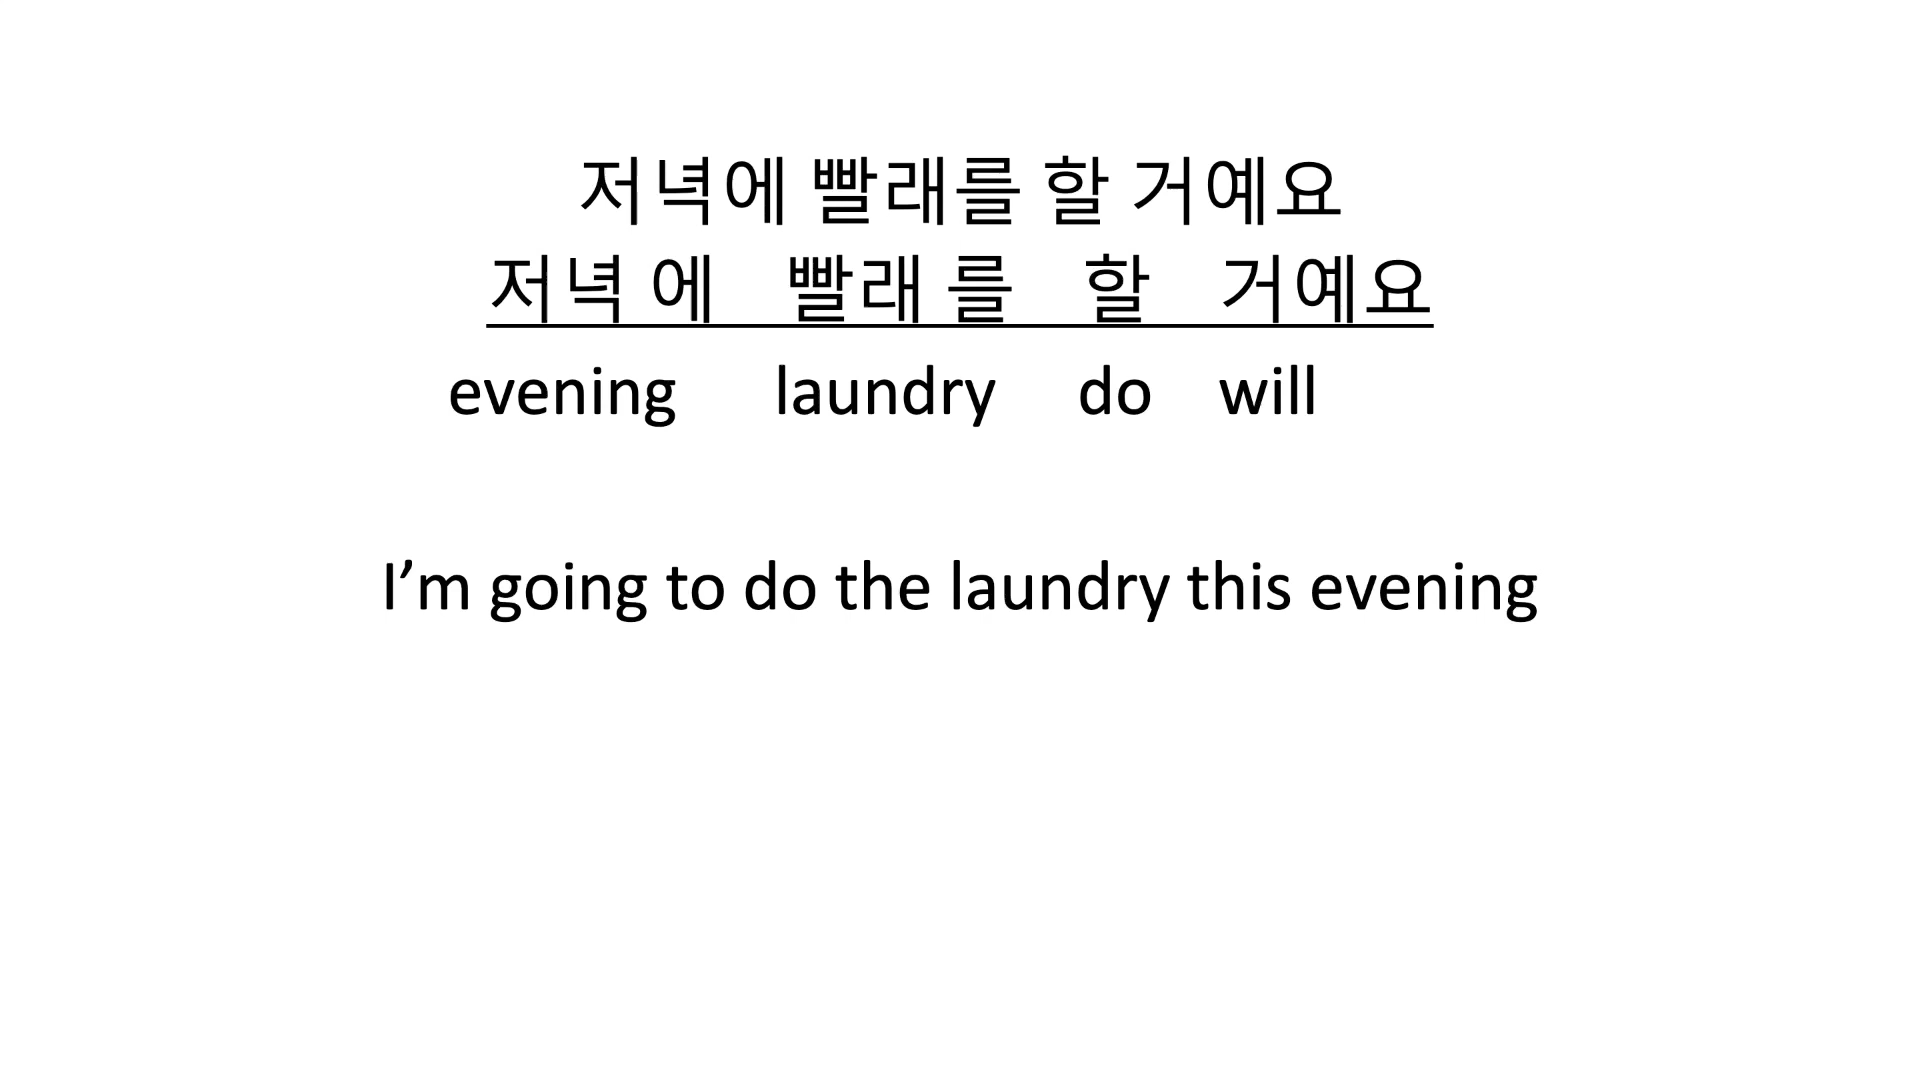 저녁에 빨래를 할 거예요
저녁 에 빨래 를 할 거예요
evening laundry do will
I’m going to do the laundry this evening